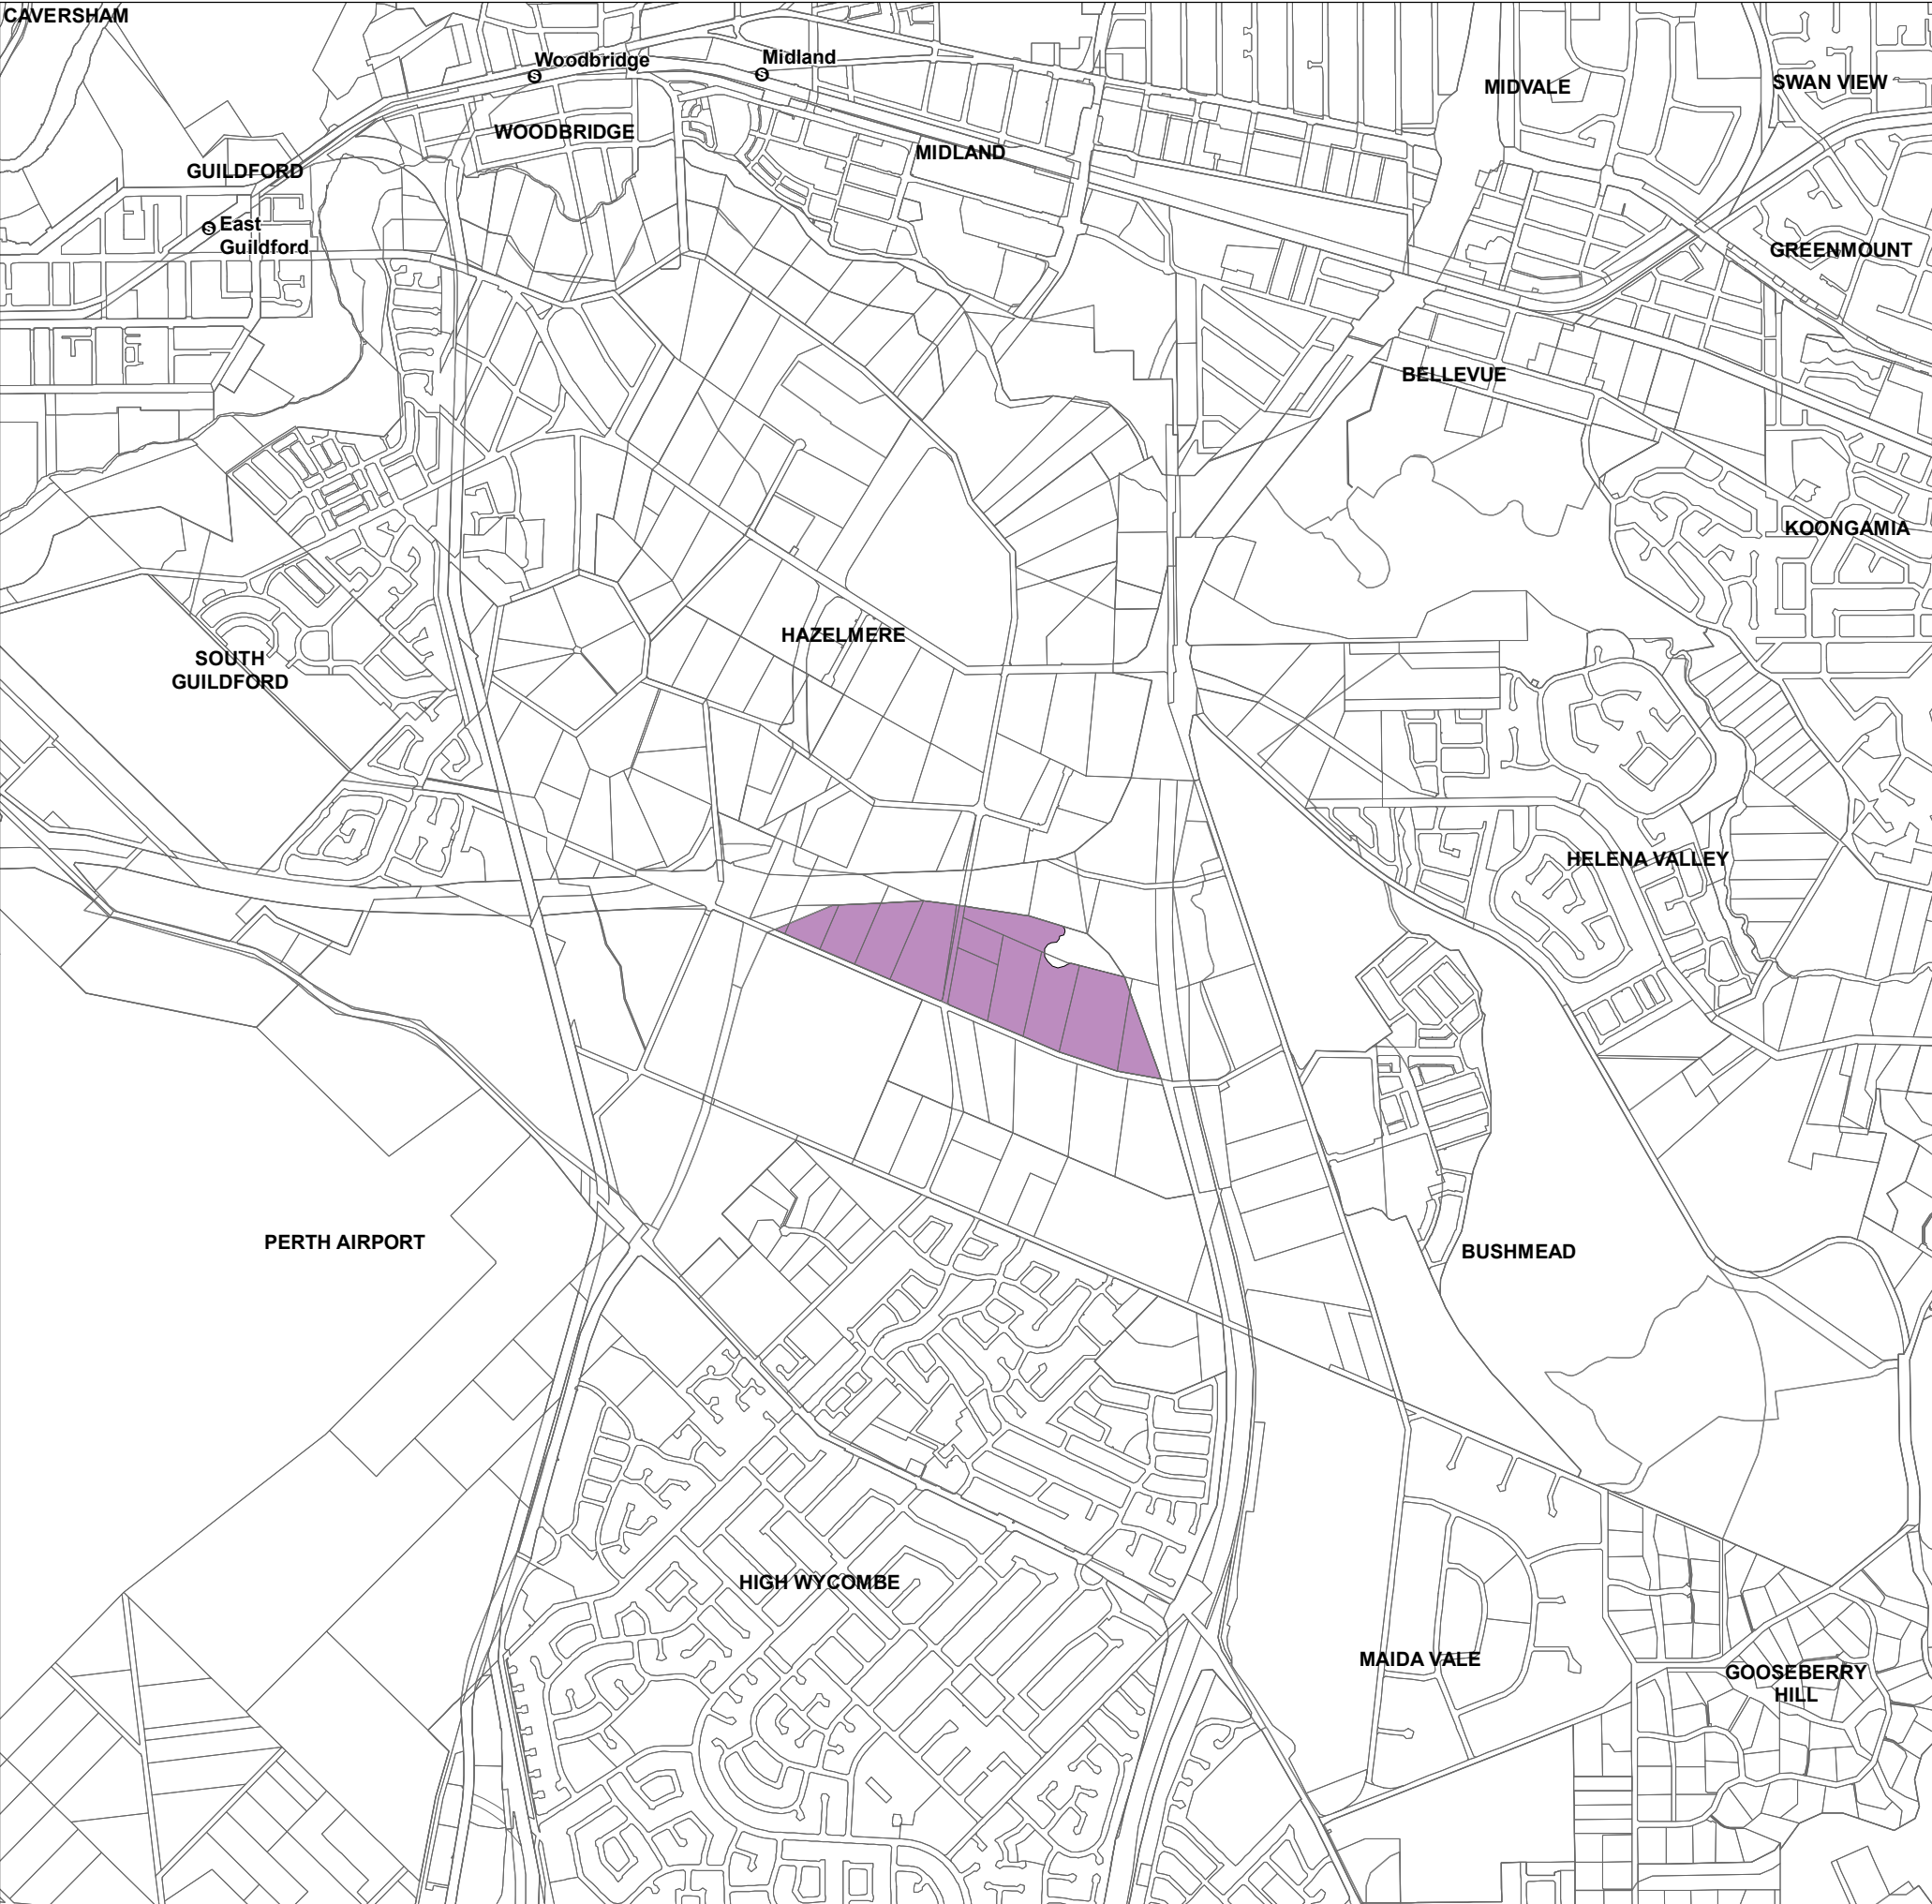 CAVERSHAM
Woodbridge
S
Midland
S
MIDVALE
SWAN VIEW
WOODBRIDGE
MIDLAND
GUILDFORD
S East
Guildford
GREENMOUNT
BELLEVUE
KOONGAMIA
HAZELMERE
SOUTH
GUILDFORD
HELENA VALLEY
PERTH AIRPORT
BUSHMEAD
HIGH WYCOMBE
MAIDA VALE
GOOSEBERRY
HILL